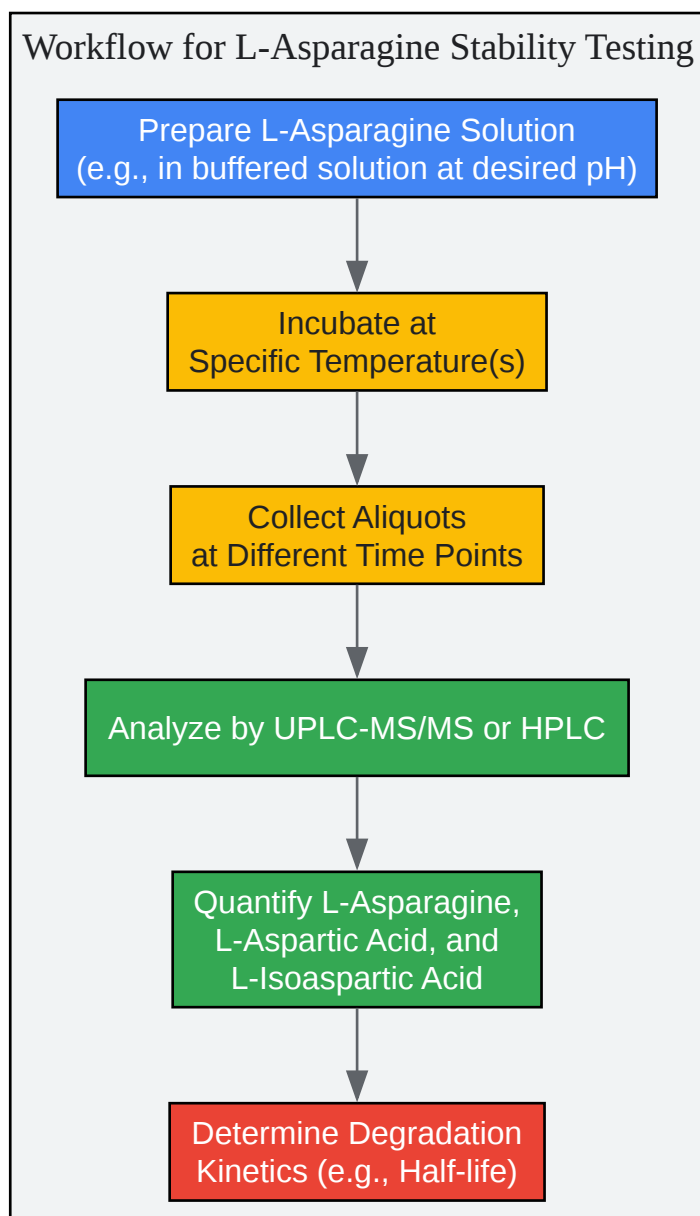 Workflow for L-Asparagine Stability Testing
Prepare L-Asparagine Solution
(e.g., in buffered solution at desired pH)
Incubate at
Specific Temperature(s)
Collect Aliquots
at Different Time Points
Analyze by UPLC-MS/MS or HPLC
Quantify L-Asparagine,
L-Aspartic Acid, and
L-Isoaspartic Acid
Determine Degradation
Kinetics (e.g., Half-life)